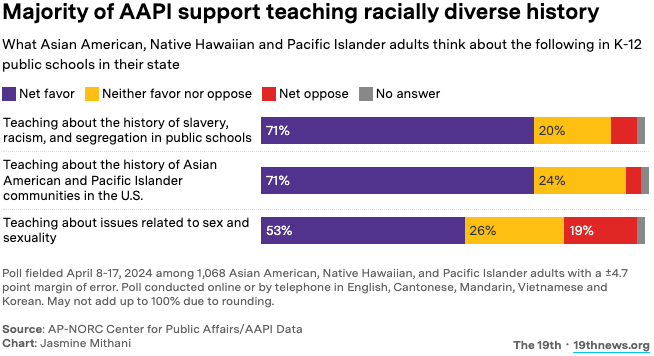 Majority of AAPI support teaching racially diverse history
What Asian American, Native Hawaiian and Pacific Islander adults think about the following in K-12
public schools in their state
Net favor Neither favor nor oppose Net oppose No answer
Teaching about the history of slavery,
racism, and segregation in public schools
71% 20%
Teaching about the history of Asian
American and Pacific Islander
communities in the U.S.
71% 24%
Teaching about issues related to sex and
sexuality
53% 26% 19%
Poll fielded April 8-17, 2024 among 1,068 Asian American, Native Hawaiian, and Pacific Islander adults with a ±4.7
point margin of error. Poll conducted online or by telephone in English, Cantonese, Mandarin, Vietnamese and
Korean. May not add up to 100% due to rounding.
Source: AP-NORC Center for Public Affairs/AAPI Data
Chart: Jasmine Mithani
The 19th · 19thnews.org